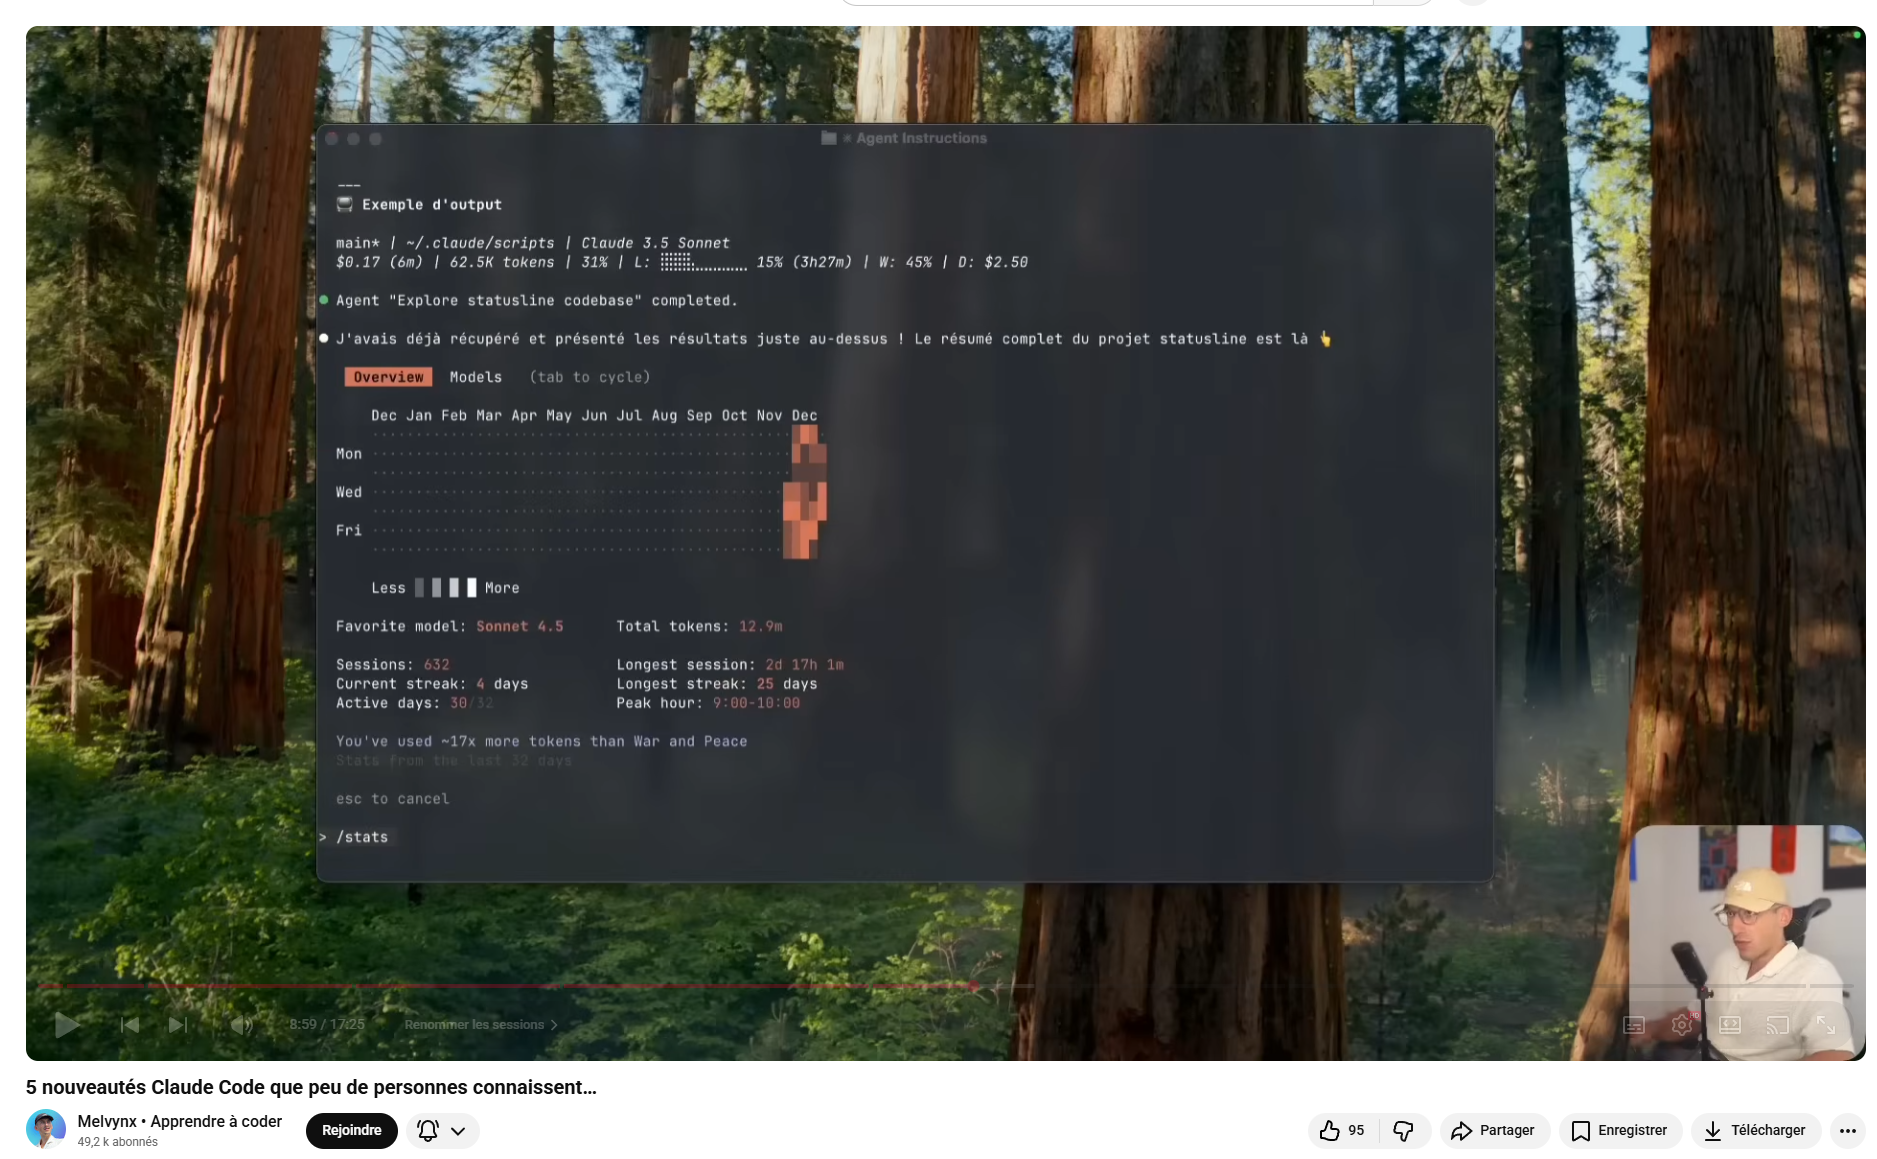 Agent Instructions
---
Exemple d'output
main* | ~/.claude/scripts | Claude 3.5 Sonnet
$0.17 (6m) | 62.5K tokens | 31% | L: 15% (3h27m) | W: 45% | D: $2.50
Agent "Explore statusline codebase" completed.
J'avais déjà récupéré et présenté les résultats juste au-dessus ! Le résumé complet du projet statusline est là 👆
Overview Models (tab to cycle)
Dec Jan Feb Mar Apr May Jun Jul Aug Sep Oct Nov Dec
Mon
Wed
Fri
Less More
Favorite model: Sonnet 4.5 Total tokens: 12.9m
Sessions: 632 Longest session: 2d 17h 1m
Current streak: 4 days Longest streak: 25 days
Active days: 30/32 Peak hour: 9:00-10:00
You've used ~17x more tokens than War and Peace
Stats from the last 32 days
esc to cancel
> /stats
8:59 / 17:25 Renommer les sessions
HD
5 nouveautés Claude Code que peu de personnes connaissent...
Melvynx • Apprendre à coder
49,2 k abonnés
Rejoindre
95
Partager
Enregistrer
Télécharger